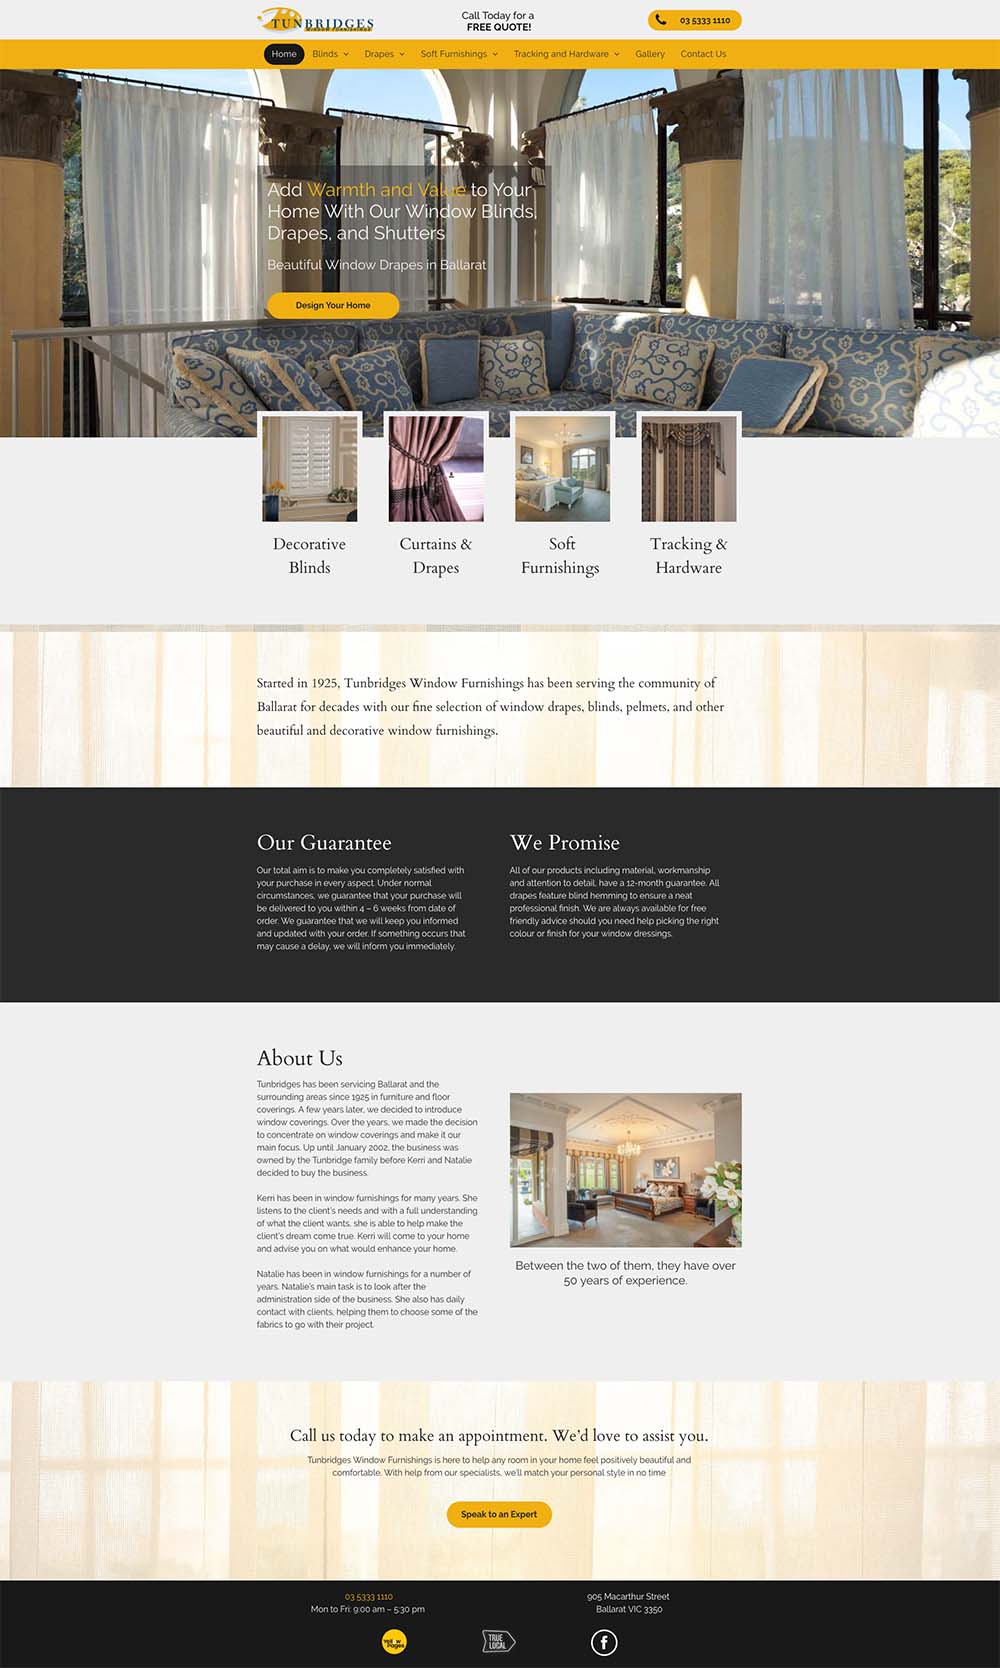 TUNBRIDGES
WINDOW FURNISHINGS
Call Today for a
FREE QUOTE!
03 5333 1110
Home
Blinds
Drapes
Soft Furnishings
Tracking and Hardware
Gallery
Contact Us
Add Warmth and Value to Your
Home With Our Window Blinds,
Drapes, and Shutters
Beautiful Window Drapes in Ballarat
Design Your Home
Decorative
Blinds
Curtains &
Drapes
Soft
Furnishings
Tracking &
Hardware
Started in 1925, Tunbridges Window Furnishings has been serving the community of
Ballarat for decades with our fine selection of window drapes, blinds, pelmets, and other
beautiful and decorative window furnishings.
Our Guarantee
Our total aim is to make you completely satisfied with
your purchase in every aspect. Under normal
circumstances, we guarantee that your purchase will
be delivered to you within 4 – 6 weeks from date of
order. We guarantee that we will keep you informed
and updated with your order. If something occurs that
may cause a delay, we will inform you immediately.
We Promise
All of our products including material, workmanship
and attention to detail, have a 12-month guarantee. All
drapes feature blind hemming to ensure a neat
professional finish. We are always available for free
friendly advice should you need help picking the right
colour or finish for your window dressings.
About Us
Tunbridges has been servicing Ballarat and the
surrounding areas since 1925 in furniture and floor
coverings. A few years later, we decided to introduce
window coverings. Over the years, we made the decision
to concentrate on window coverings and make it our
main focus. Up until January 2002, the business was
owned by the Tunbridge family before Kerri and Natalie
decided to buy the business.
Kerri has been in window furnishings for many years. She
listens to the client's needs and with a full understanding
of what the client wants, she is able to help make the
client's dream come true. Kerri will come to your home
and advise you on what would enhance your home.
Natalie has been in window furnishings for a number of
years. Natalie's main task is to look after the
administration side of the business. She also has daily
contact with clients, helping them to choose some of the
fabrics to go with their project.
Between the two of them, they have over
50 years of experience.
Call us today to make an appointment. We'd love to assist you.
Tunbridges Window Furnishings is here to help any room in your home feel positively beautiful and
comfortable. With help from our specialists, we'll match your personal style in no time
Speak to an Expert
03 5333 1110
Mon to Fri: 9:00 am – 5:30 pm
905 Macarthur Street
Ballarat VIC 3350
Yellow
Pages
TRUE
LOCAL
f